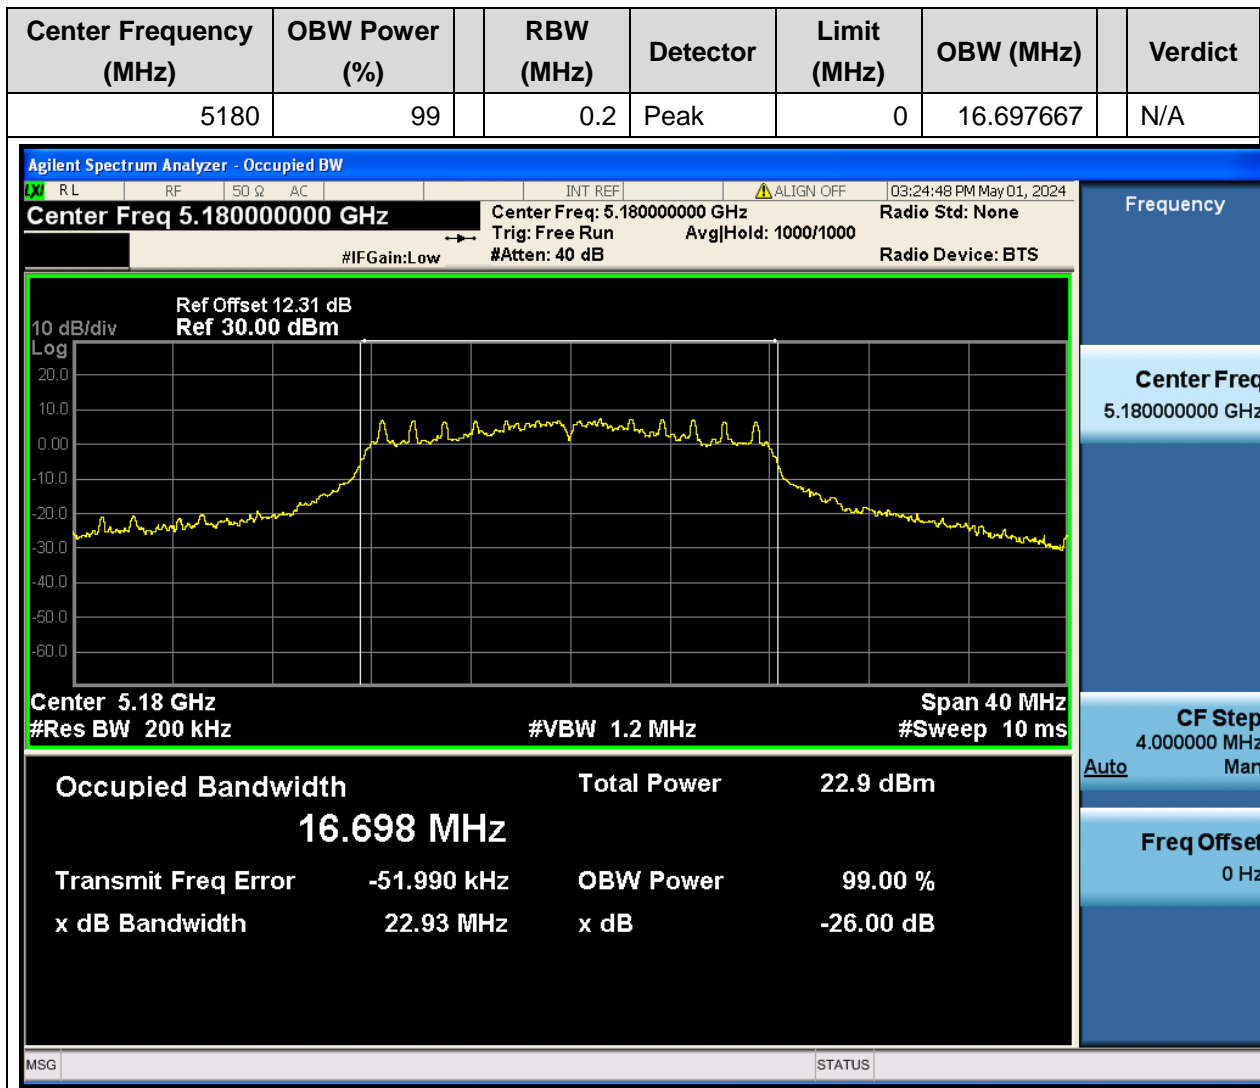 Center Frequency (MHz) OBW Power (%) RBW (MHz) Detector Limit (MHz) OBW (MHz) Verdict
5180 99 0.2 Peak 0 16.697667 N/A
Agilent Spectrum Analyzer - Occupied BW
LXI RL RF 50 Ω AC INT REF ALIGN OFF 03:24:48 PM May 01, 2024
Center Freq 5.180000000 GHz
Center Freq: 5.180000000 GHz Radio Std: None
Trig: Free Run Avg|Hold: 1000/1000
#IFGain:Low #Atten: 40 dB Radio Device: BTS
Frequency
Ref Offset 12.31 dB
10 dB/div Ref 30.00 dBm
Log
20.0
10.0
0.00
-10.0
-20.0
-30.0
-40.0
-50.0
-60.0
Center 5.18 GHz Span 40 MHz
#Res BW 200 kHz #VBW 1.2 MHz #Sweep 10 ms
Center Freq
5.180000000 GHz
CF Step
4.000000 MHz
Auto Man
Freq Offset
0 Hz
Occupied Bandwidth Total Power 22.9 dBm
16.698 MHz
Transmit Freq Error -51.990 kHz OBW Power 99.00 %
x dB Bandwidth 22.93 MHz x dB -26.00 dB
MSG STATUS